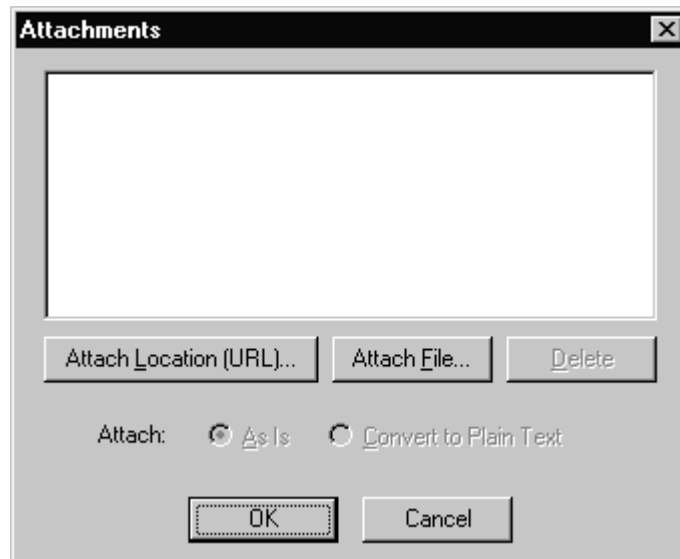 Attachments
Attach Location (URL)... Attach File... Delete
Attach: As Is Convert to Plain Text
OK Cancel